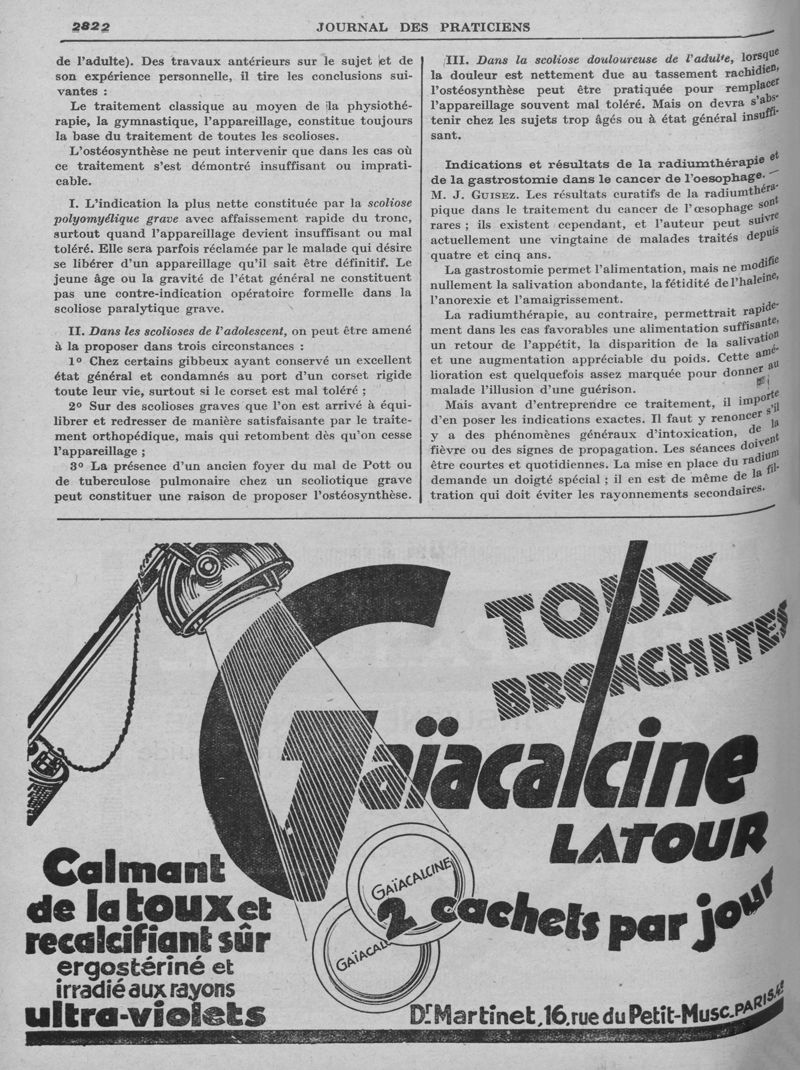 2822
JOURNAL DES PRATICIENS
de l'adulte). Des travaux antérieurs sur le sujet et de
son expérience personnelle, il tire les conclusions sui-
vantes :
Le traitement classique au moyen de la physiothé-
rapie, la gymnastique, l'appareillage, constitue toujours
la base du traitement de toutes les scolioses.
L'ostéosynthèse ne peut intervenir que dans les cas où
ce traitement s'est démontré insuffisant ou imprati-
cable.
I. L'indication la plus nette constituée par la scoliose
polyomyélique grave avec affaissement rapide du tronc,
surtout quand l'appareillage devient insuffisant ou mal
toléré. Elle sera parfois réclamée par le malade qui désire
se libérer d'un appareillage qu'il sait être définitif. Le
jeune âge ou la gravité de l'état général ne constituent
pas une contre-indication opératoire formelle dans la
scoliose paralytique grave.
II. Dans les scolioses de l'adolescent, on peut être amené
à la proposer dans trois circonstances :
1º Chez certains gibbeux ayant conservé un excellent
état général et condamnés au port d'un corset rigide
toute leur vie, surtout si le corset est mal toléré ;
2º Sur des scolioses graves que l'on est arrivé à équi-
librer et redresser de manière satisfaisante par le traite-
ment orthopédique, mais qui retombent dès qu'on cesse
l'appareillage ;
3º La présence d'un ancien foyer du mal de Pott ou
de tuberculose pulmonaire chez un scoliotique grave
peut constituer une raison de proposer l'ostéosynthèse.
III. Dans la scoliose douloureuse de l'adulte, lorsque
la douleur est nettement due au tassement rachidien,
l'ostéosynthèse peut être pratiquée pour remplacer
l'appareillage souvent mal toléré. Mais on devra s'abs-
tenir chez les sujets trop âgés ou à état général insuffi-
sant.
Indications et résultats de la radiumthérapie et
de la gastrostomie dans le cancer de l'oesophage. —
M. J. GUISEZ. Les résultats curatifs de la radiumthéra-
pique dans le traitement du cancer de l'œsophage sont
rares ; ils existent cependant, et l'auteur peut suivre
actuellement une vingtaine de malades traités depuis
quatre et cinq ans.
La gastrostomie permet l'alimentation, mais ne modifie
nullement la salivation abondante, la fétidité de l'haleine,
l'anorexie et l'amaigrissement.
La radiumthérapie, au contraire, permettrait rapide-
ment dans les cas favorables une alimentation suffisante,
un retour de l'appétit, la disparition de la salivation
et une augmentation appréciable du poids. Cette amé-
lioration est quelquefois assez marquée pour donner au
malade l'illusion d'une guérison.
Mais avant d'entreprendre ce traitement, il importe
d'en poser les indications exactes. Il faut y renoncer s'il
y a des phénomènes généraux d'intoxication, de la
fièvre ou des signes de propagation. Les séances doivent
être courtes et quotidiennes. La mise en place du radium
demande un doigté spécial ; il en est de même de la fil-
tration qui doit éviter les rayonnements secondaires.
TOUX
BRONCHITES
Gaïacalcine
LATOUR
GAÏACALCINE
GAÏACAL
2 cachets par jour
Calmant
de la toux et
recalcifiant sûr
ergostériné et
irradié aux rayons
ultra-violets
Dr Martinet, 16, rue du Petit-Musc_PARIS.4e